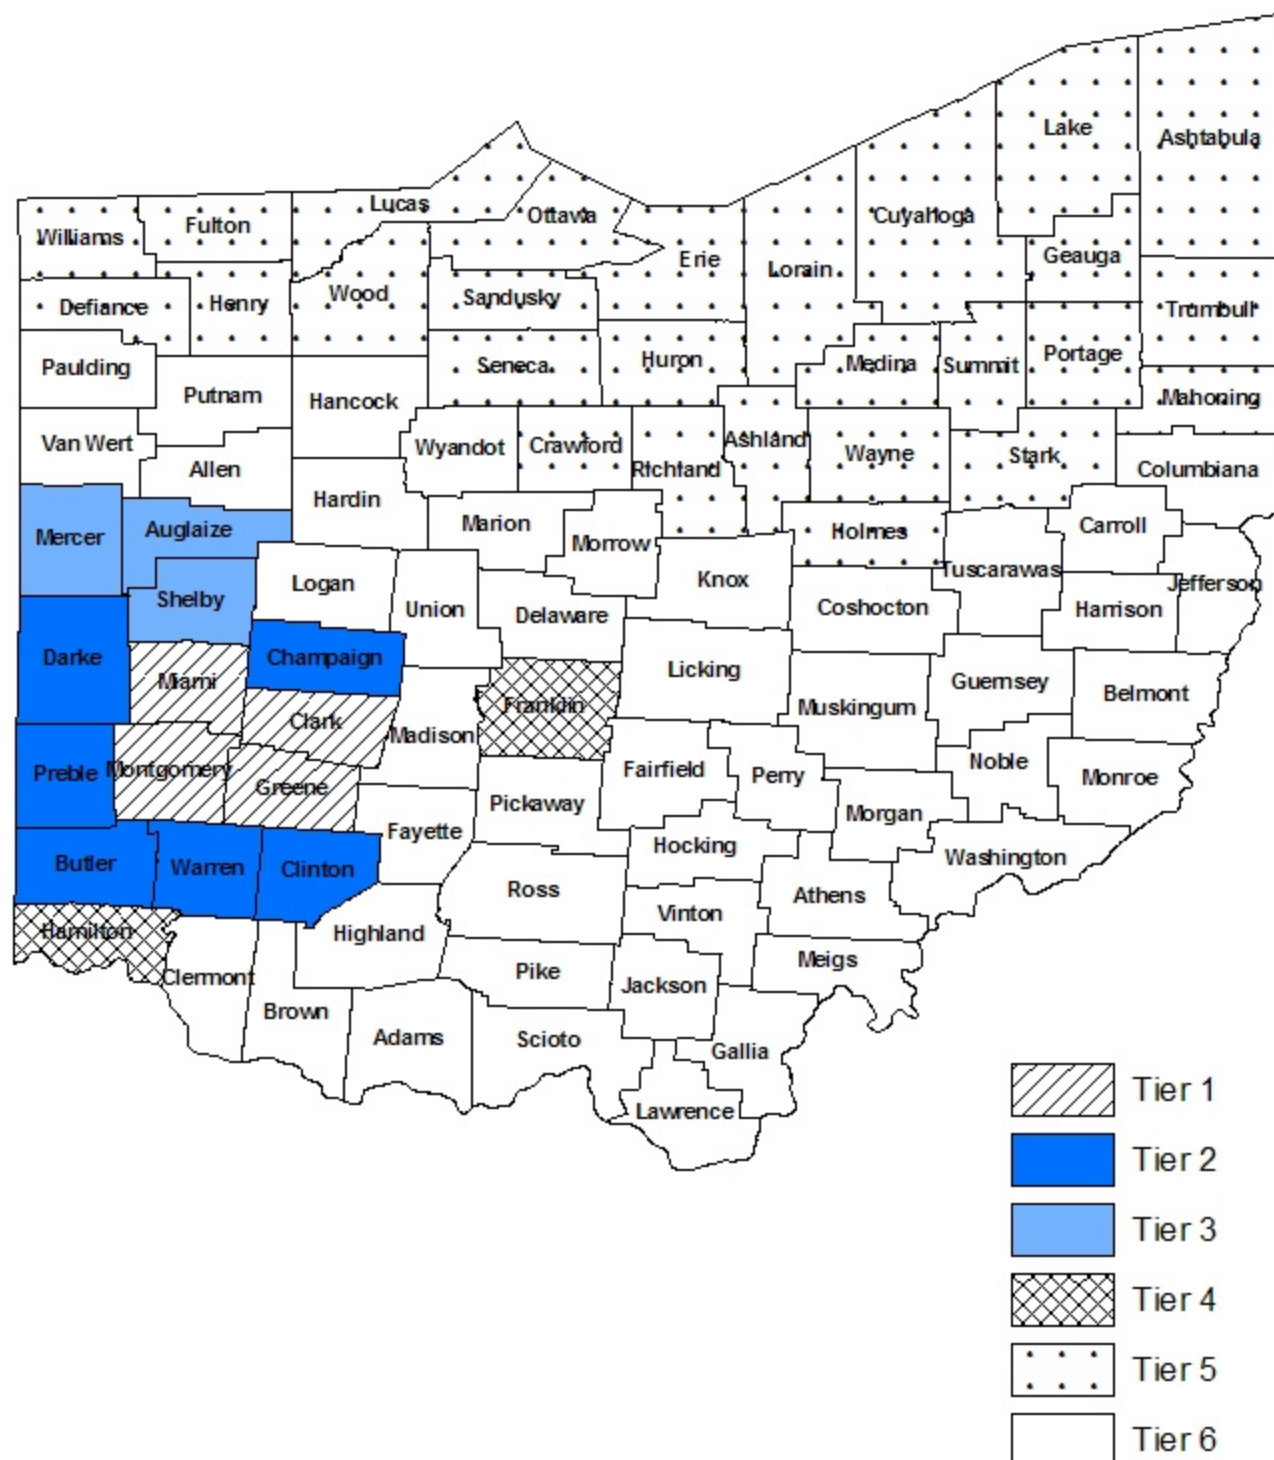 Lake
Ashtabula
Lucas
Ottawa
Cuyahoga
Williams
Fulton
Erie
Geauga
Lorain
Defiance
Henry
Wood
Sandusky
Trumbull
Paulding
Seneca
Huron
Medina
Summit
Portage
Putnam
Hancock
Mahoning
Van Wert
Wyandot
Crawford
Ashland
Wayne
Stark
Allen
Richland
Columbiana
Hardin
Mercer
Auglaize
Marion
Morrow
Holmes
Carroll
Logan
Knox
Tuscarawas
Jefferson
Shelby
Union
Delaware
Coshocton
Harrison
Darke
Champaign
Licking
Miami
Guernsey
Belmont
Clark
Franklin
Muskingum
Madison
Preble
Montgomery
Greene
Fairfield
Perry
Noble
Monroe
Pickaway
Morgan
Fayette
Hocking
Washington
Butler
Warren
Clinton
Ross
Athens
Vinton
Hamilton
Highland
Clermont
Pike
Jackson
Meigs
Brown
Adams
Scioto
Gallia
Lawrence
Tier 1
Tier 2
Tier 3
Tier 4
Tier 5
Tier 6